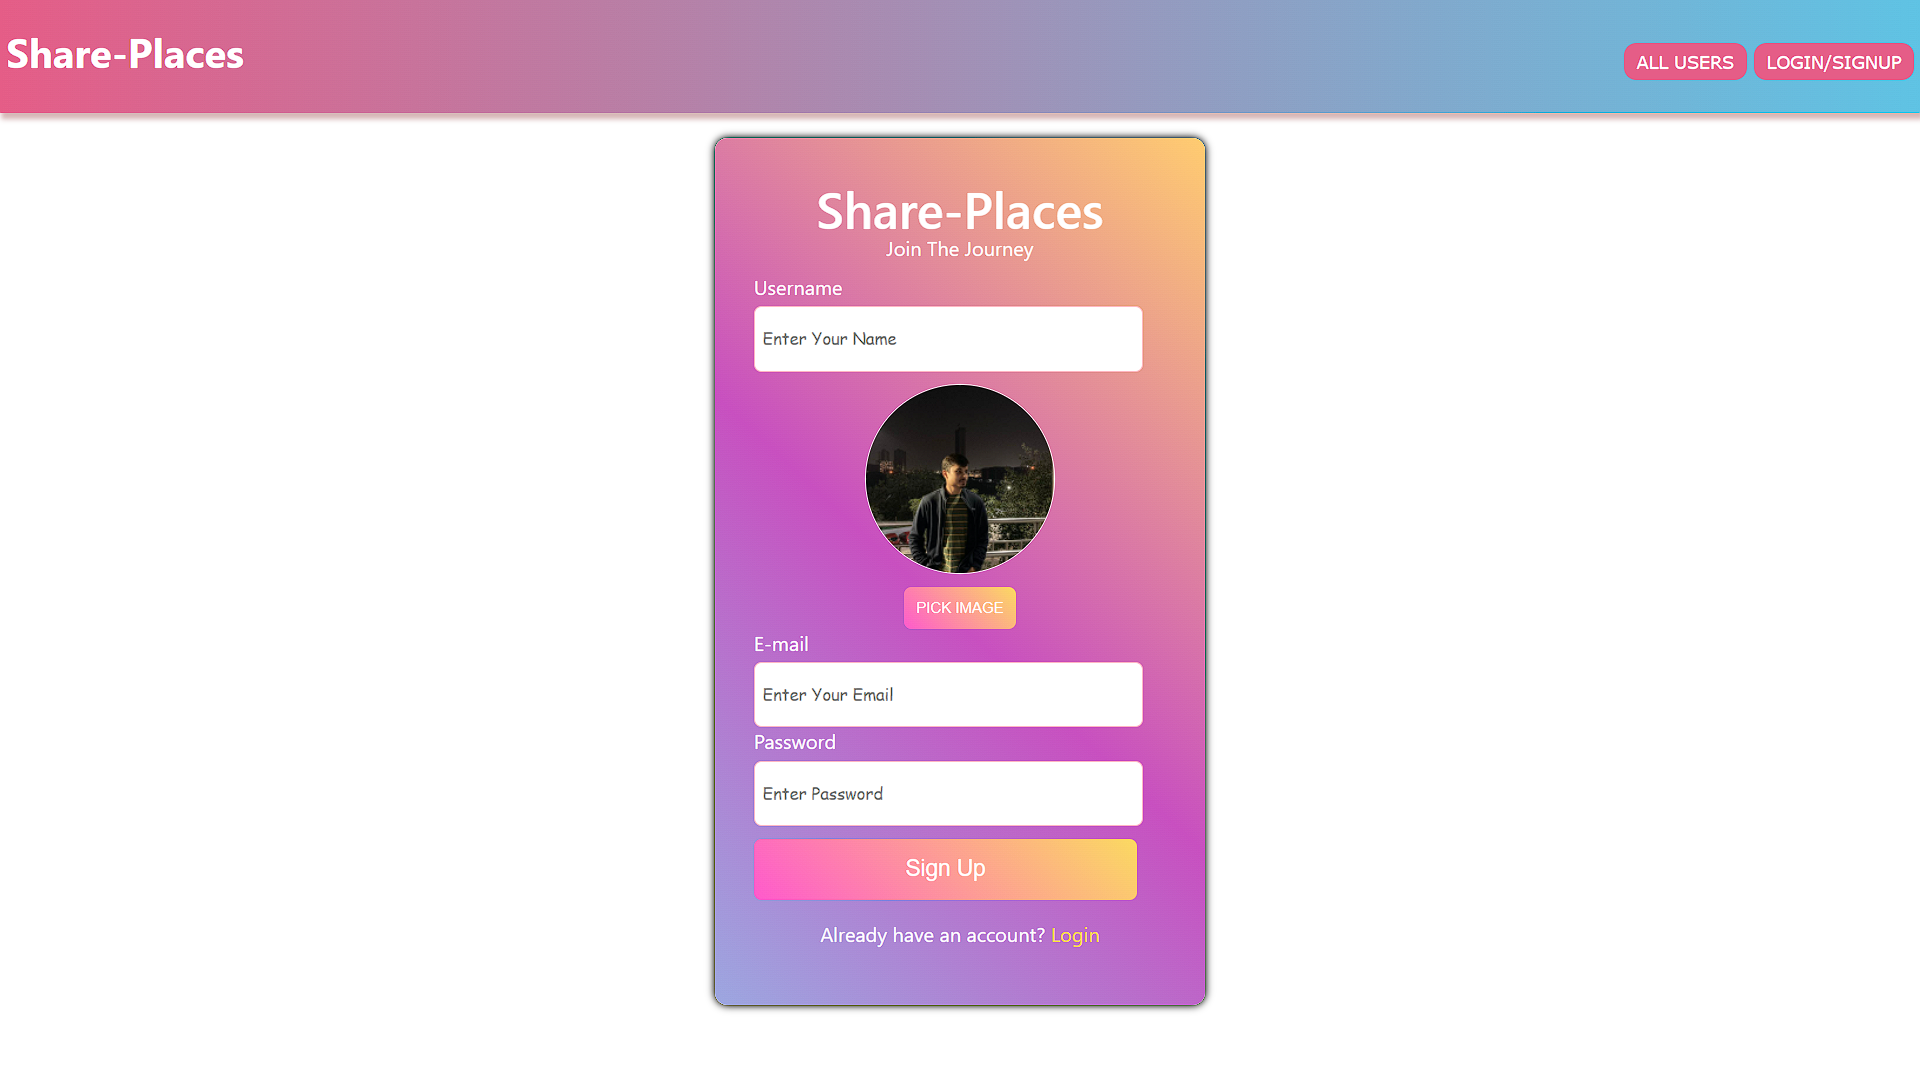 Share-Places
ALL USERS
LOGIN/SIGNUP
Share-Places
Join The Journey
Username
Enter Your Name
PICK IMAGE
E-mail
Enter Your Email
Password
Enter Password
Sign Up
Already have an account? Login